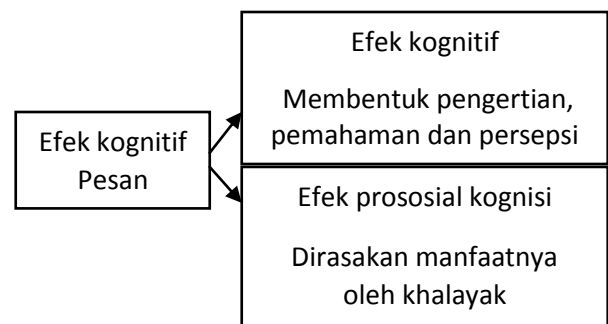 Efek kognitif
Pesan
Efek kognitif
Membentuk pengertian,
pemahaman dan persepsi
Efek prososial kognisi
Dirasakan manfaatnya
oleh khalayak